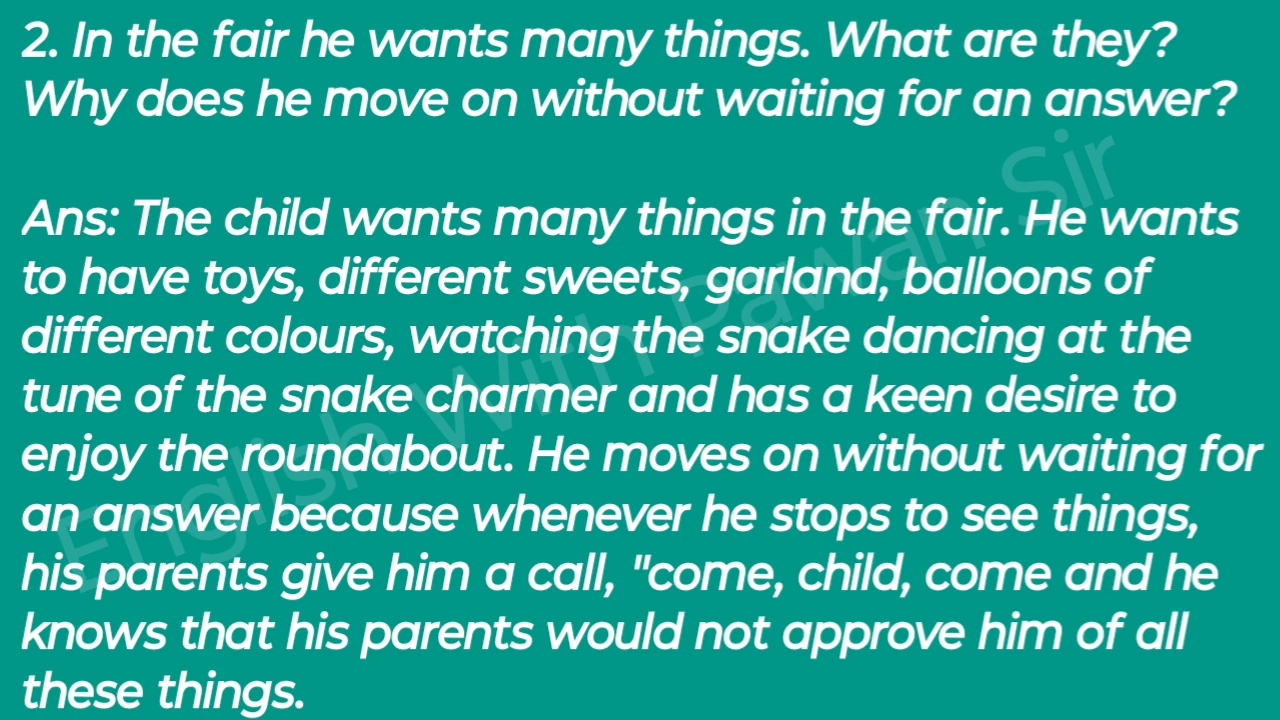 2. In the fair he wants many things. What are they?
Why does he move on without waiting for an answer?
Ans: The child wants many things in the fair. He wants
to have toys, different sweets, garland, balloons of
different colours, watching the snake dancing at the
tune of the snake charmer and has a keen desire to
enjoy the roundabout. He moves on without waiting for
an answer because whenever he stops to see things,
his parents give him a call, "come, child, come and he
knows that his parents would not approve him of all
these things.
English With Pawan Sir